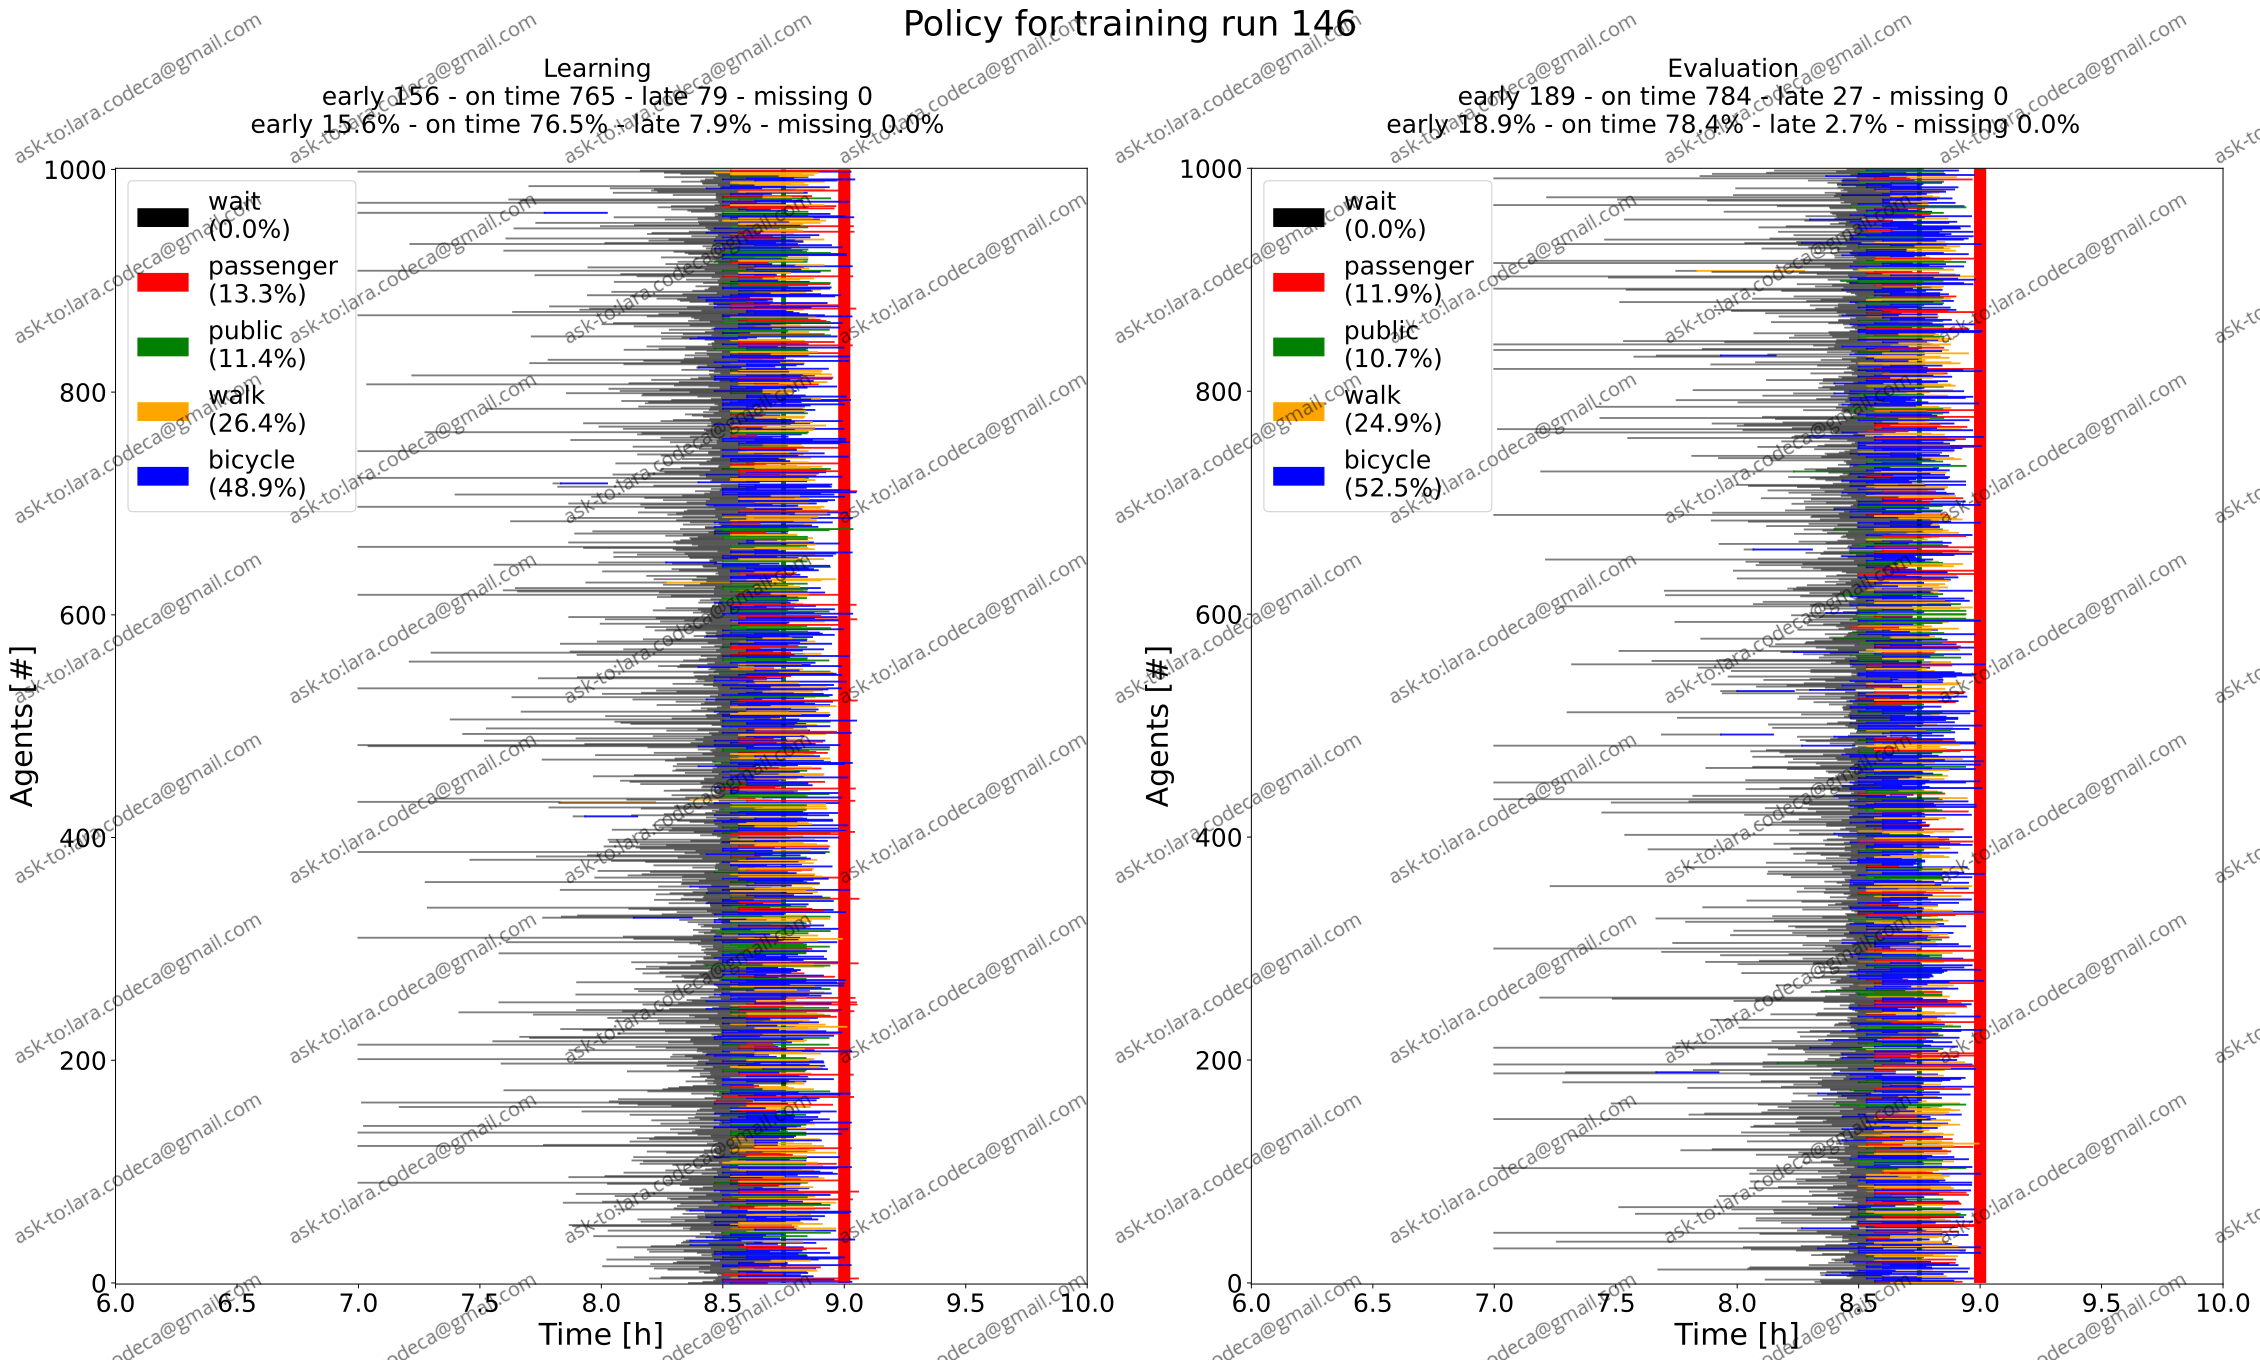 Policy for training run 146
Learning
early 156 - on time 765 - late 79 - missing 0
early 15.6% - on time 76.5% - late 7.9% - missing 0.0%
wait
(0.0%)
passenger
(13.3%)
public
(11.4%)
walk
(26.4%)
bicycle
(48.9%)
Agents [#]
1000
800
600
400
200
0
6.0 6.5 7.0 7.5 8.0 8.5 9.0 9.5 10.0
Time [h]
Evaluation
early 189 - on time 784 - late 27 - missing 0
early 18.9% - on time 78.4% - late 2.7% - missing 0.0%
wait
(0.0%)
passenger
(11.9%)
public
(10.7%)
walk
(24.9%)
bicycle
(52.5%)
Agents [#]
1000
800
600
400
200
0
6.0 6.5 7.0 7.5 8.0 8.5 9.0 9.5 10.0
Time [h]
ask-to:lara.codeca@gmail.com